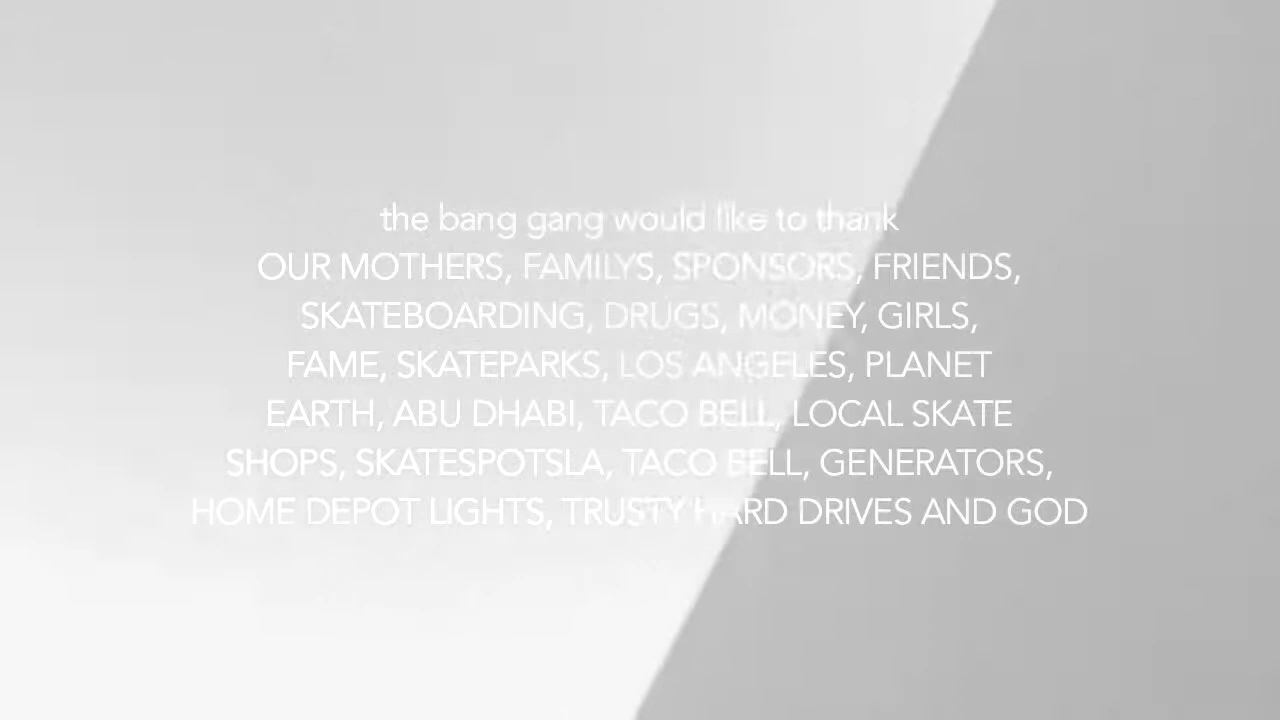 the bang gang would like to thank
OUR MOTHERS, FAMILYS, SPONSORS, FRIENDS,
SKATEBOARDING, DRUGS, MONEY, GIRLS,
FAME, SKATEPARKS, LOS ANGELES, PLANET
EARTH, ABU DHABI, TACO BELL, LOCAL SKATE
SHOPS, SKATESPOTSLA, TACO BELL, GENERATORS,
HOME DEPOT LIGHTS, TRUSTY HARD DRIVES AND GOD